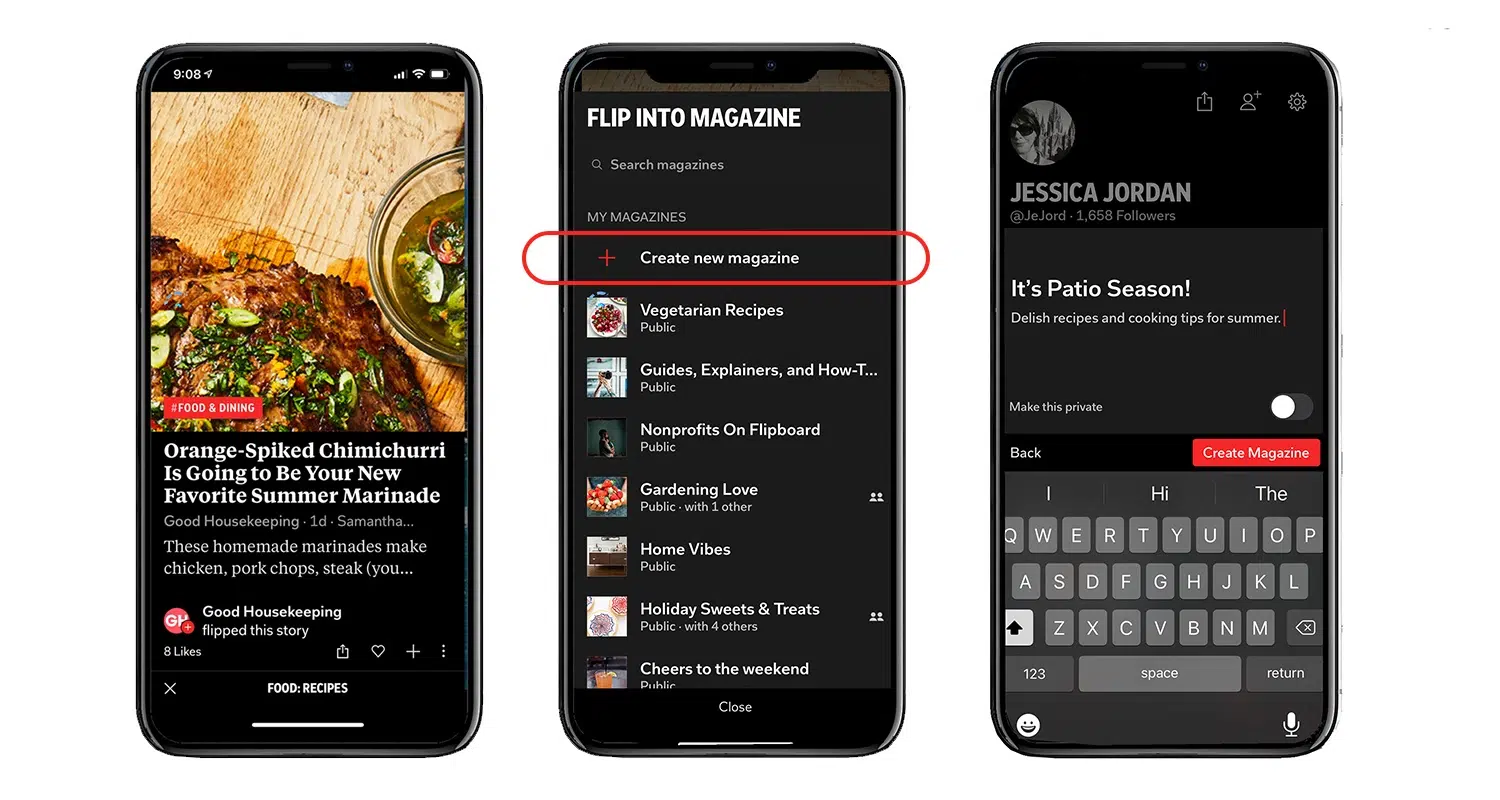 9:08
#FOOD & DINING
Orange-Spiked Chimichurri
Is Going to Be Your New
Favorite Summer Marinade
Good Housekeeping · 1d · Samantha...
These homemade marinades make
chicken, pork chops, steak (you...
GH
Good Housekeeping
flipped this story
8 Likes
FOOD: RECIPES
FLIP INTO MAGAZINE
Search magazines
MY MAGAZINES
Create new magazine
Vegetarian Recipes
Public
Guides, Explainers, and How-T...
Public
Nonprofits On Flipboard
Public
Gardening Love
Public · with 1 other
Home Vibes
Public
Holiday Sweets & Treats
Public · with 4 others
Cheers to the weekend
Public
Close
JESSICA JORDAN
@JeJord · 1,658 Followers
It's Patio Season!
Delish recipes and cooking tips for summer.
Make this private
Back Create Magazine
I Hi The
Q W E R T Y U I O P
A S D F G H J K L
Z X C V B N M
123 space return